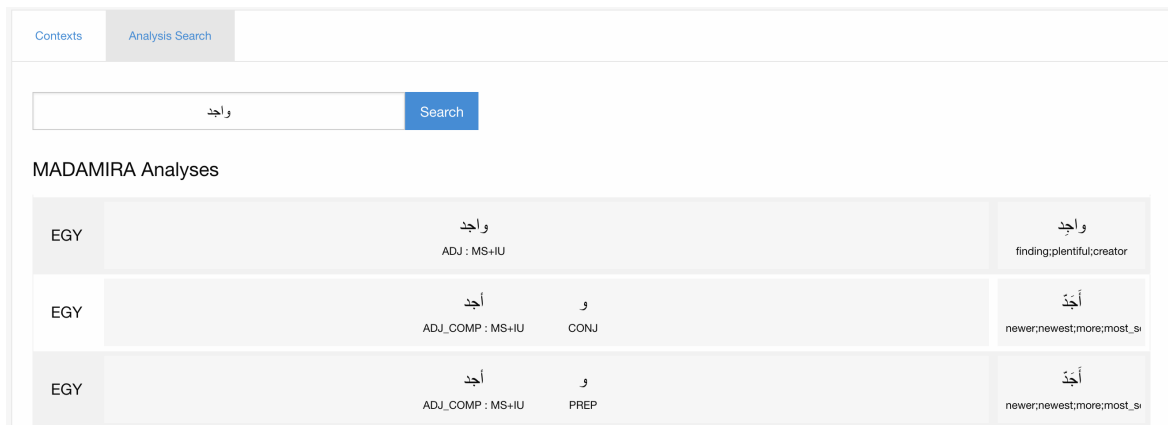 Contexts Analysis Search
واجد Search
MADAMIRA Analyses
EGY واجد واجِد
ADJ : MS+IU finding;plentiful;creator
EGY و أجد أَجَدّ
ADJ_COMP : MS+IU CONJ newer;newest;more;most_s
EGY و أجد أَجَدّ
ADJ_COMP : MS+IU PREP newer;newest;more;most_s